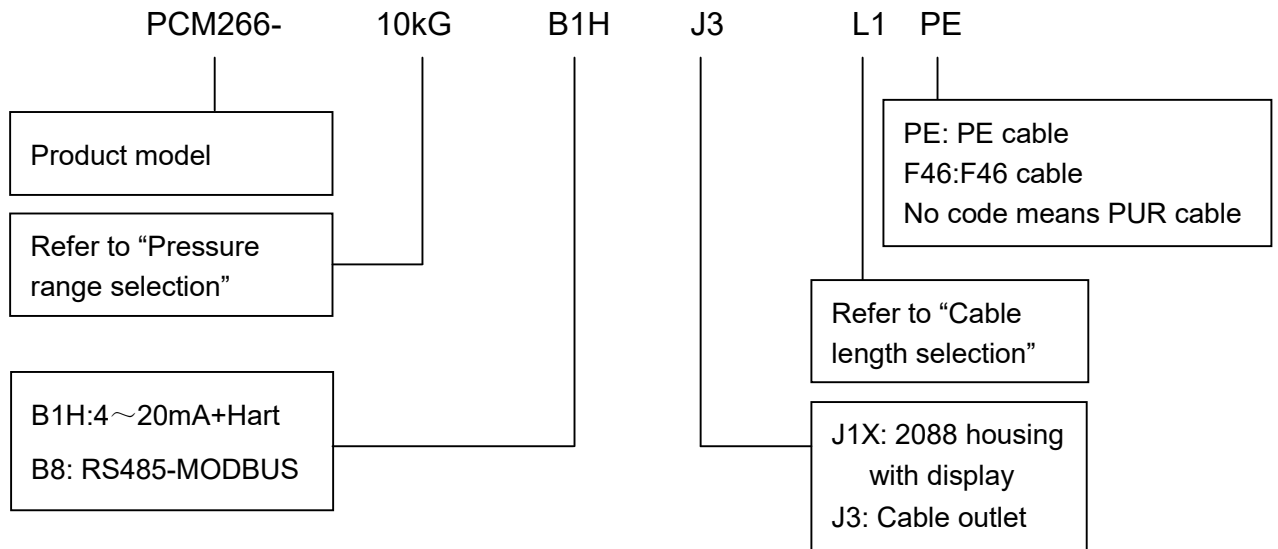 PCM266- 10kG B1H J3 L1 PE
Product model
Refer to “Pressure
range selection”
B1H:4～20mA+Hart
B8: RS485-MODBUS
PE: PE cable
F46:F46 cable
No code means PUR cable
Refer to “Cable
length selection”
J1X: 2088 housing
with display
J3: Cable outlet